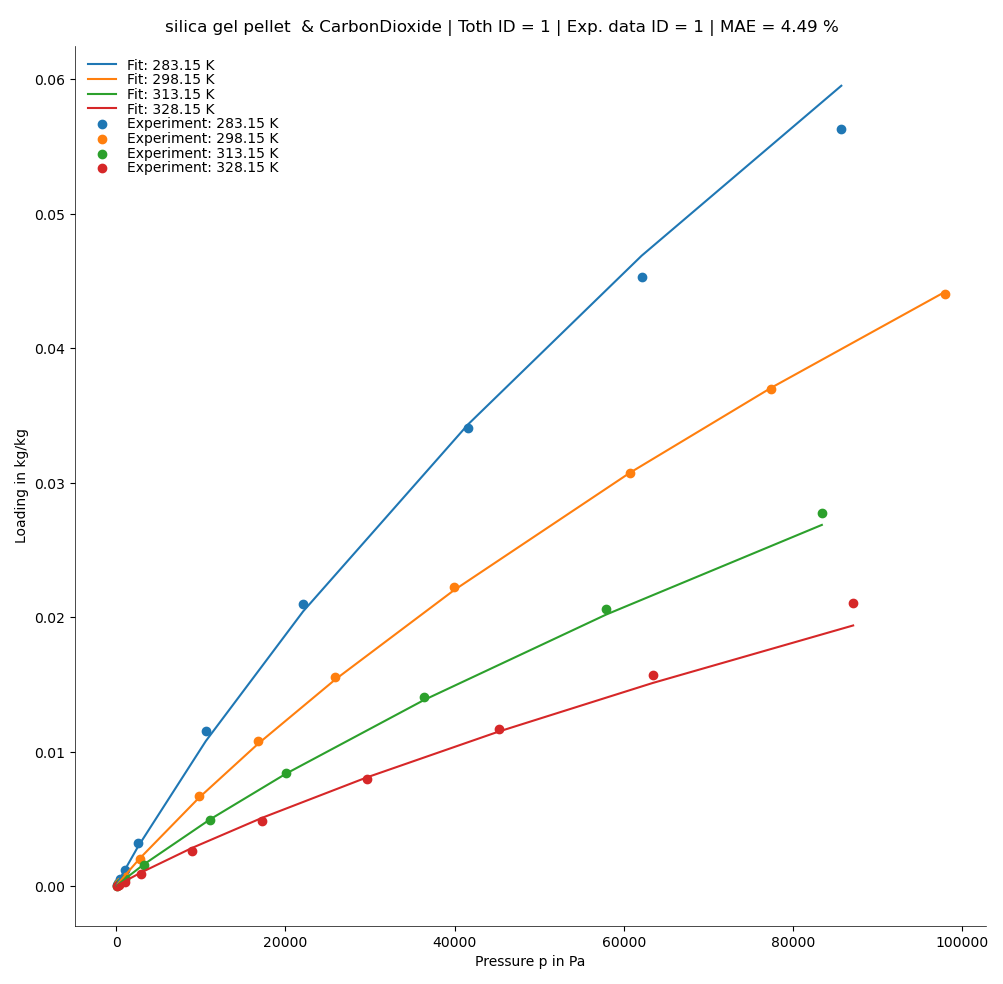 silica gel pellet  & CarbonDioxide | Toth ID = 1 | Exp. data ID = 1 | MAE = 4.49 %
Fit: 283.15 K
Fit: 298.15 K
Fit: 313.15 K
Fit: 328.15 K
Experiment: 283.15 K
Experiment: 298.15 K
Experiment: 313.15 K
Experiment: 328.15 K
0.06
0.05
0.04
0.03
0.02
0.01
0.00
Loading in kg/kg
0
20000
40000
60000
80000
100000
Pressure p in Pa